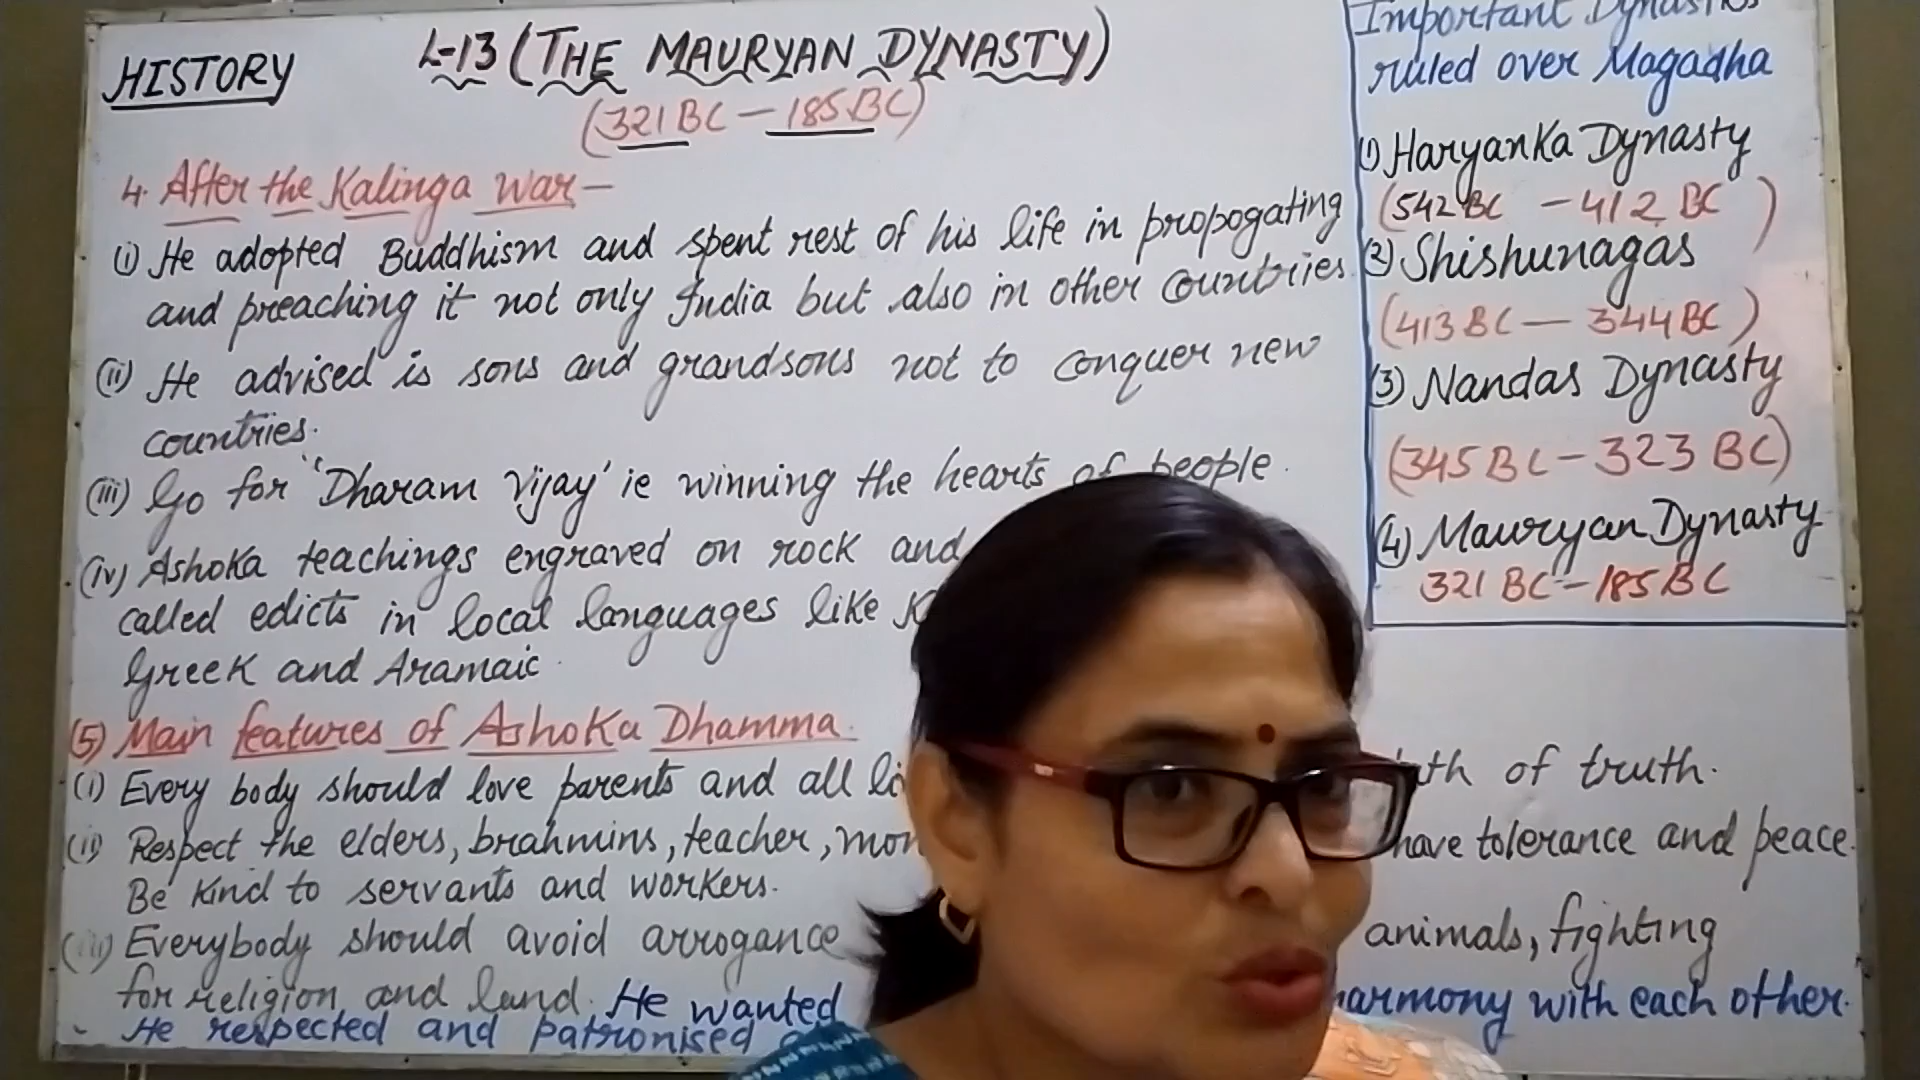 HISTORY
L-13 (THE MAURYAN DYNASTY)
(321 BC – 185 BC)
4. After the Kalinga war –
(i) He adopted Buddhism and spent rest of his life in propogating
and preaching it not only India but also in other countries
(ii) He advised is sons and grandsons not to conquer new
countries.
(iii) Go for 'Dharam Vijay' ie winning the hearts of people.
(iv) Ashoka teachings engraved on rock and
called edicts in local languages like
Greek and Aramaic.
(5) Main features of Ashoka Dhamma.
(i) Every body should love parents and all of truth.
(ii) Respect the elders, brahmins, teacher, have tolerance and peace.
Be kind to servants and workers.
(iii) Everybody should avoid arrogance animals, fighting
for religion and land. He wanted harmony with each other.
He respected and patronised
Important Dynasties
ruled over Magadha
(1) Haryanka Dynasty
(542 BC – 412 BC)
(2) Shishunagas
(413 BC – 344 BC)
(3) Nandas Dynasty
(345 BC – 323 BC)
(4) Mauryan Dynasty
321 BC – 185 BC